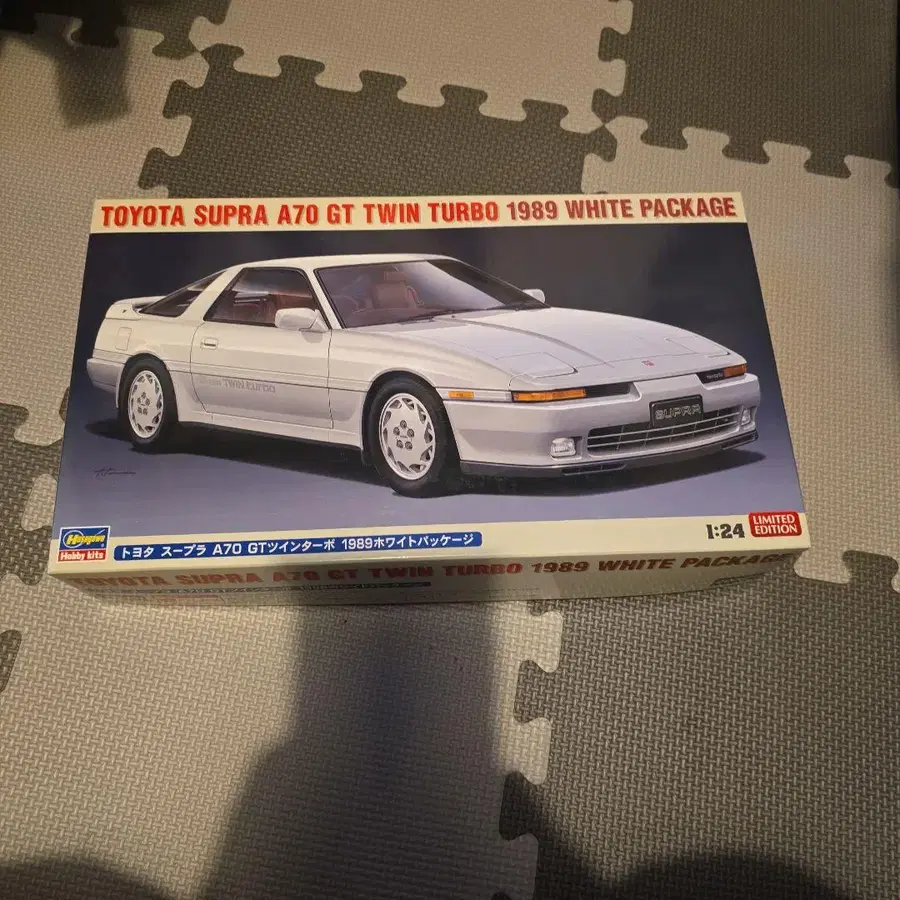 TOYOTA SUPRA A70 GT TWIN TURBO 1989 WHITE PACKAGE
TWIN turbo
SUPRA
Hasegawa
Hobby kits
トヨタ スープラ A70 GTツインターボ 1989ホワイトパッケージ
1:24
LIMITED
EDITION
TOYOTA SUPRA A70 GT TWIN TURBO 1989 WHITE PACKAGE